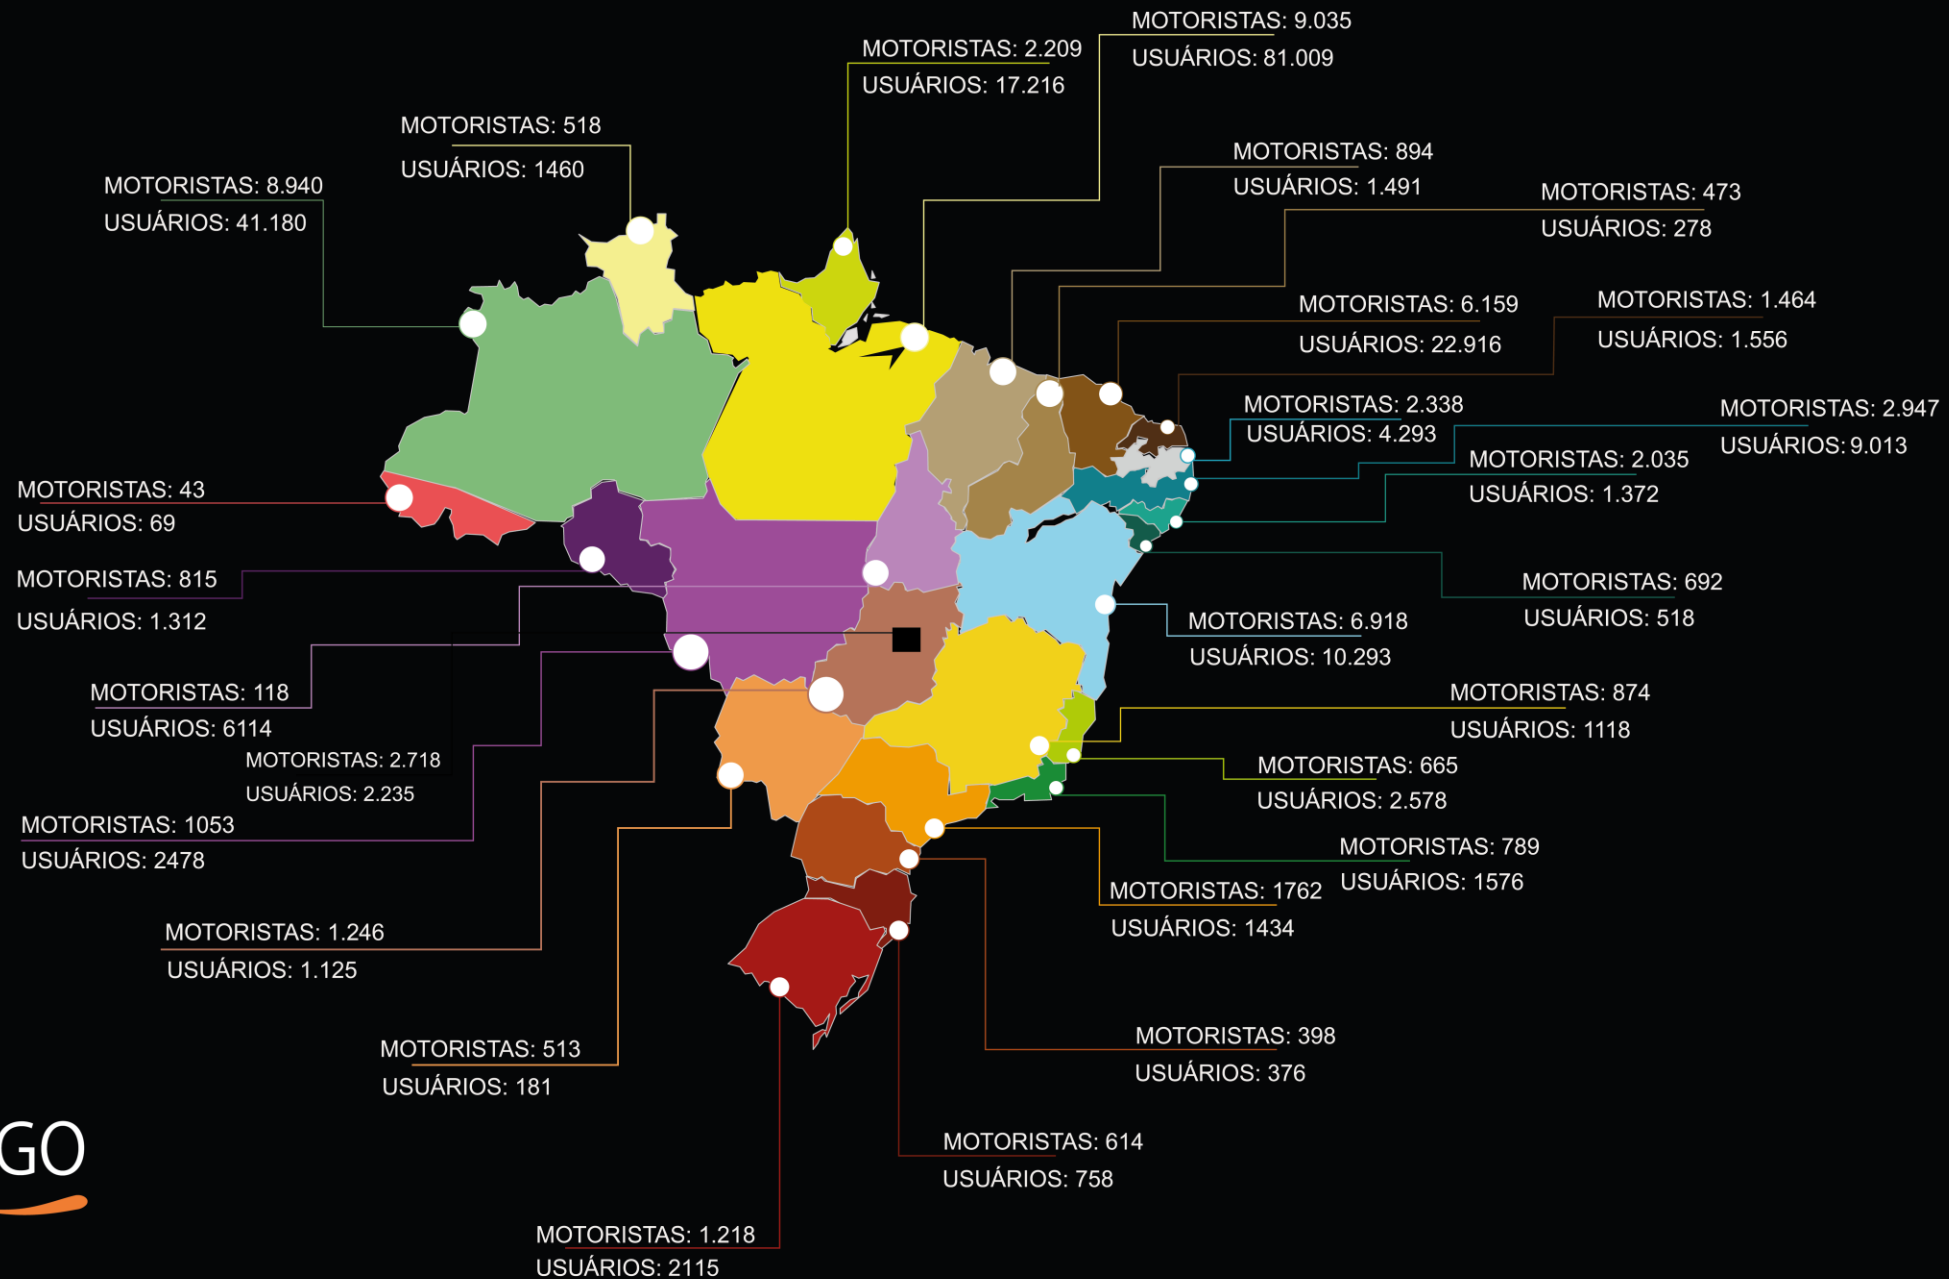 MOTORISTAS: 9.035
USUÁRIOS: 81.009
MOTORISTAS: 2.209
USUÁRIOS: 17.216
MOTORISTAS: 518
USUÁRIOS: 1460
MOTORISTAS: 894
USUÁRIOS: 1.491
MOTORISTAS: 8.940
USUÁRIOS: 41.180
MOTORISTAS: 473
USUÁRIOS: 278
MOTORISTAS: 6.159
USUÁRIOS: 22.916
MOTORISTAS: 1.464
USUÁRIOS: 1.556
MOTORISTAS: 2.338
USUÁRIOS: 4.293
MOTORISTAS: 2.947
USUÁRIOS: 9.013
MOTORISTAS: 2.035
USUÁRIOS: 1.372
MOTORISTAS: 43
USUÁRIOS: 69
MOTORISTAS: 815
USUÁRIOS: 1.312
MOTORISTAS: 692
USUÁRIOS: 518
MOTORISTAS: 6.918
USUÁRIOS: 10.293
MOTORISTAS: 118
USUÁRIOS: 6114
MOTORISTAS: 874
USUÁRIOS: 1118
MOTORISTAS: 2.718
USUÁRIOS: 2.235
MOTORISTAS: 665
USUÁRIOS: 2.578
MOTORISTAS: 1053
USUÁRIOS: 2478
MOTORISTAS: 789
USUÁRIOS: 1576
MOTORISTAS: 1762
USUÁRIOS: 1434
MOTORISTAS: 1.246
USUÁRIOS: 1.125
MOTORISTAS: 398
USUÁRIOS: 376
MOTORISTAS: 513
USUÁRIOS: 181
MOTORISTAS: 614
USUÁRIOS: 758
GO
MOTORISTAS: 1.218
USUÁRIOS: 2115